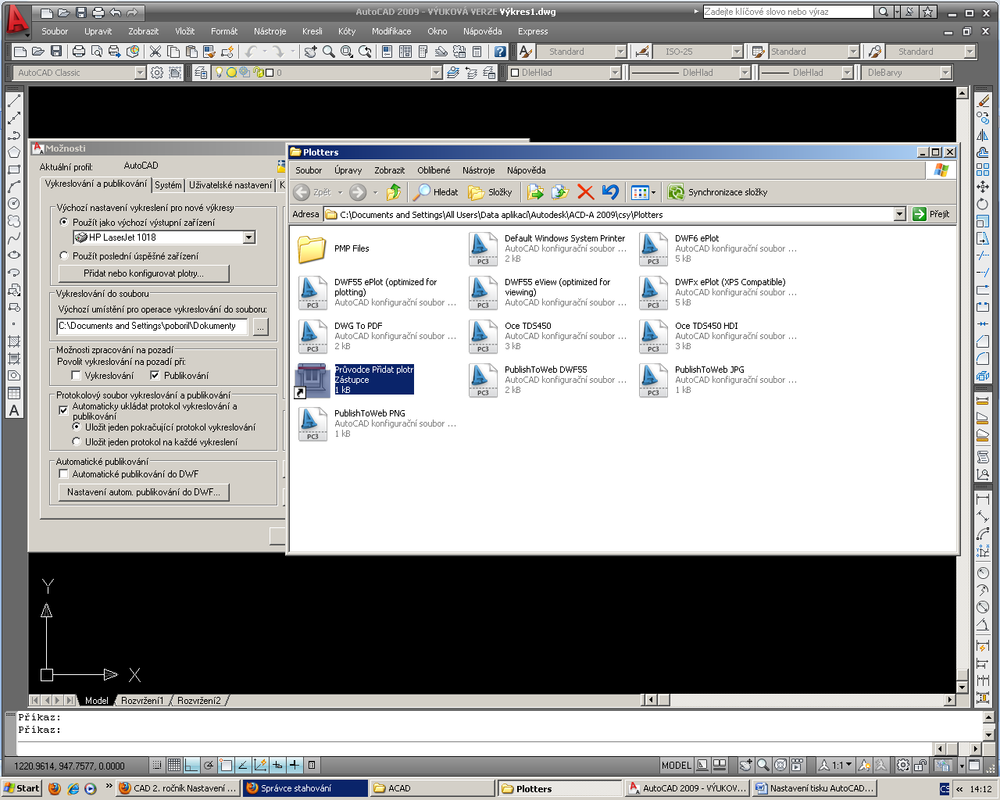 AutoCAD 2009 - VÝUKOVÁ VERZE Výkres1.dwg
Zadejte klíčové slovo nebo výraz
Soubor Upravit Zobrazit Vložit Formát Nástroje Kresli Kóty Modifikace Okno Nápověda Express
Standard ISO-25 Standard Standard
AutoCAD Classic 0 DleHlad DleHlad DleHlad DleBarvy
Možnosti
Aktuální profil: AutoCAD
Vykreslování a publikování Systém Uživatelské nastavení K
Výchozí nastavení vykreslení pro nové výkresy
Použít jako výchozí výstupní zařízení
HP LaserJet 1018
Použít poslední úspěšné zařízení
Přidat nebo konfigurovat plotry...
Vykreslování do souboru
Výchozí umístění pro operace vykreslování do souboru:
C:\Documents and Settings\poboril\Dokumenty
...
Možnosti zpracování na pozadí
Povolit vykreslování na pozadí při:
Vykreslování Publikování
Protokolový soubor vykreslování a publikování
Automaticky ukládat protokol vykreslování a publikování
Uložit jeden pokračující protokol vykreslování
Uložit jeden protokol na každé vykreslení
Automatické publikování
Automatické publikování do DWF
Nastavení autom. publikování do DWF...
Plotters
Soubor Úpravy Zobrazit Oblíbené Nástroje Nápověda
Zpět Hledat Složky Synchronizace složky
Adresa C:\Documents and Settings\All Users\Data aplikací\Autodesk\ACD-A 2009\csy\Plotters Přejít
PMP Files
PC3 Default Windows System Printer
AutoCAD konfigurační soubor ...
2 kB
PC3 DWF6 ePlot
AutoCAD konfigurační soubor ...
5 kB
PC3 DWF55 ePlot (optimized for plotting)
AutoCAD konfigurační soubor ...
PC3 DWF55 eView (optimized for viewing)
AutoCAD konfigurační soubor ...
PC3 DWFx ePlot (XPS Compatible)
AutoCAD konfigurační soubor ...
5 kB
PC3 DWG To PDF
AutoCAD konfigurační soubor ...
2 kB
PC3 Oce TDS450
AutoCAD konfigurační soubor ...
3 kB
PC3 Oce TDS450 HDI
AutoCAD konfigurační soubor ...
3 kB
Průvodce Přidat plotr
Zástupce
1 kB
PC3 PublishToWeb DWF55
AutoCAD konfigurační soubor ...
2 kB
PC3 PublishToWeb JPG
AutoCAD konfigurační soubor ...
1 kB
PC3 PublishToWeb PNG
AutoCAD konfigurační soubor ...
1 kB
Y
X
Model Rozvržení1 Rozvržení2
Příkaz:
Příkaz:
1220.9614, 947.7577, 0.0000 MODEL 1:1
Start CAD 2. ročník Nastavení ... Správce stahování ACAD Plotters AutoCAD 2009 - VÝUKOV... Nastavení tisku AutoCAD... CS 14:12